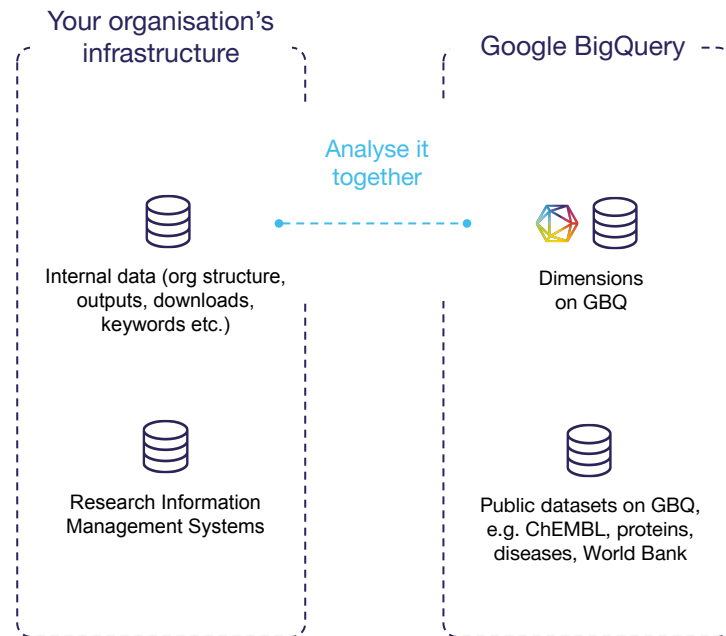 Your organisation’s
infrastructure
Google BigQuery
Analyse it
together
Internal data (org structure,
outputs, downloads,
keywords etc.)
Dimensions
on GBQ
Research Information
Management Systems
Public datasets on GBQ,
e.g. ChEMBL, proteins,
diseases, World Bank